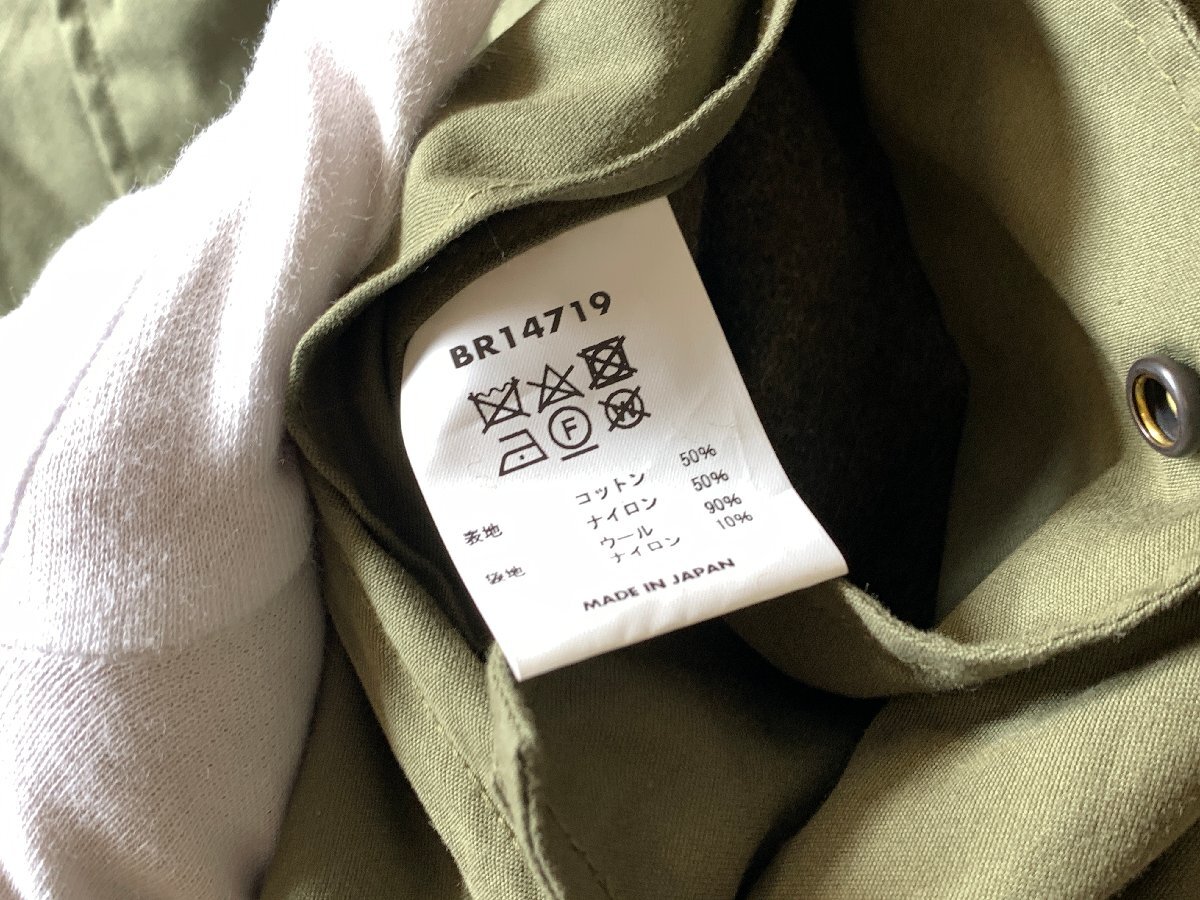 BR14719
F W
表地 コットン 50%
ナイロン 50%
袋地 ウール 90%
ナイロン 10%
MADE IN JAPAN